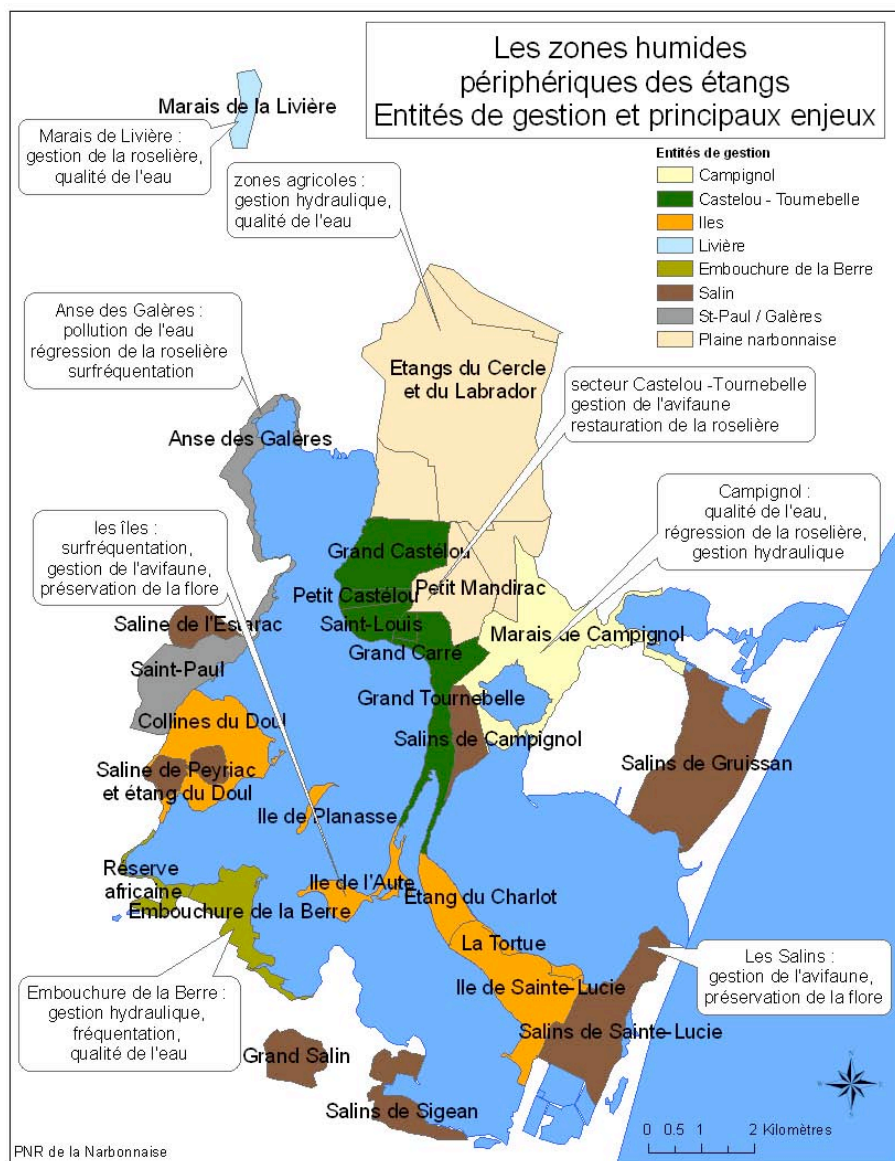 Les zones humides
périphériques des étangs
Entités de gestion et principaux enjeux
Marais de la Livière
Marais de Livière :
gestion de la roselière,
qualité de l'eau
zones agricoles :
gestion hydraulique,
qualité de l'eau
Entités de gestion
Campignol
Castelou - Tournebelle
Iles
Livière
Embouchure de la Berre
Salin
St-Paul / Galères
Plaine narbonnaise
Anse des Galères :
pollution de l'eau
régression de la roselière
surfréquentation
Etangs du Cercle
et du Labrador
secteur Castelou -Tournebelle
gestion de l'avifaune
restauration de la roselière
Anse des Galères
Campignol :
qualité de l'eau,
régression de la roselière,
gestion hydraulique
les îles :
surfréquentation,
gestion de l'avifaune,
préservation de la flore
Grand Castélou
Petit Castélou
Petit Mandirac
Saint-Louis
Marais de Campignol
Grand Carré
Saline de l'Estarac
Saint-Paul
Grand Tournebelle
Collines du Doul
Salins de Campignol
Salins de Gruissan
Saline de Peyriac
et étang du Doul
Ile de Planasse
Réserve
africaine
Ile de l'Aute
Etang du Charlot
Embouchure de la Berre
La Tortue
Ile de Sainte-Lucie
Les Salins :
gestion de l'avifaune,
préservation de la flore
Embouchure de la Berre :
gestion hydraulique,
fréquentation,
qualité de l'eau
Salins de Sainte-Lucie
Grand Salin
Salins de Sigean
0 0.5 1 2 Kilomètres
PNR de la Narbonnaise